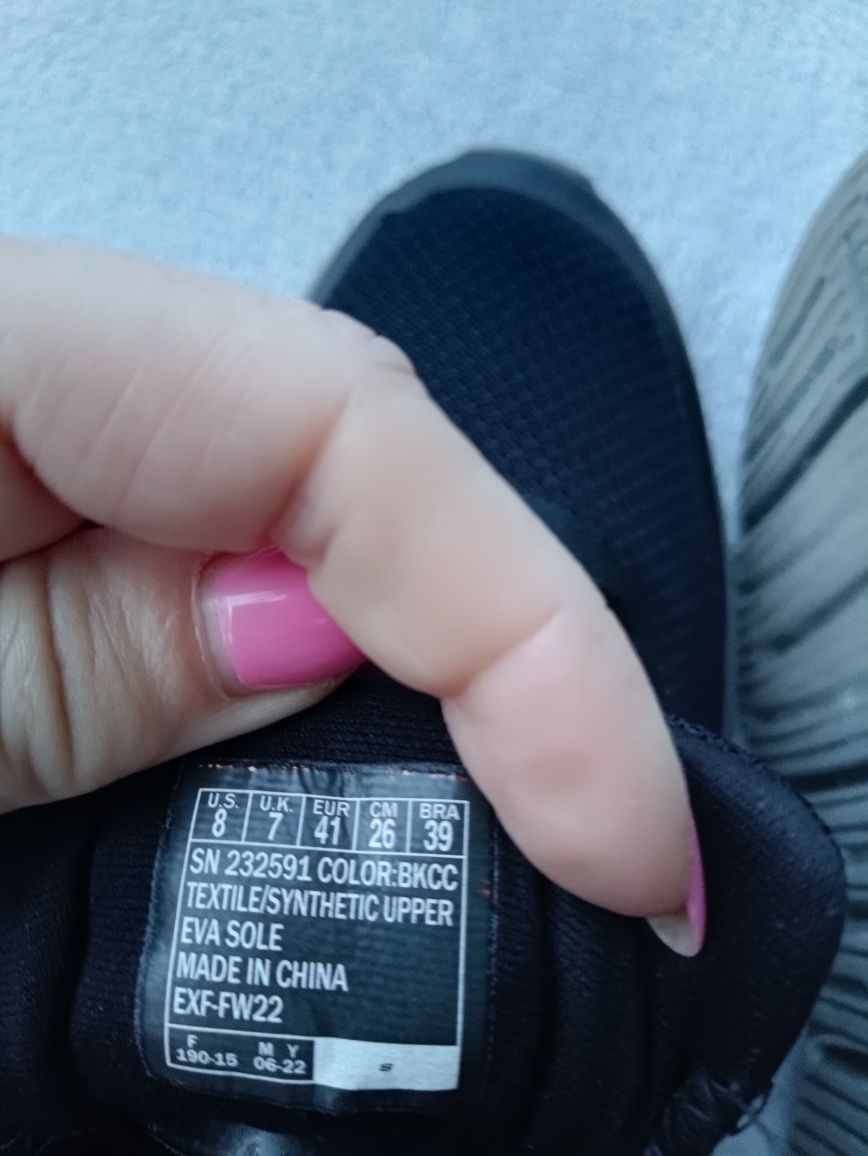 U.S. U.K. EUR CM BRA
8 7 41 26 39
SN 232591 COLOR:BKCC
TEXTILE/SYNTHETIC UPPER
EVA SOLE
MADE IN CHINA
EXF-FW22
F M Y
190-15 06-22 S